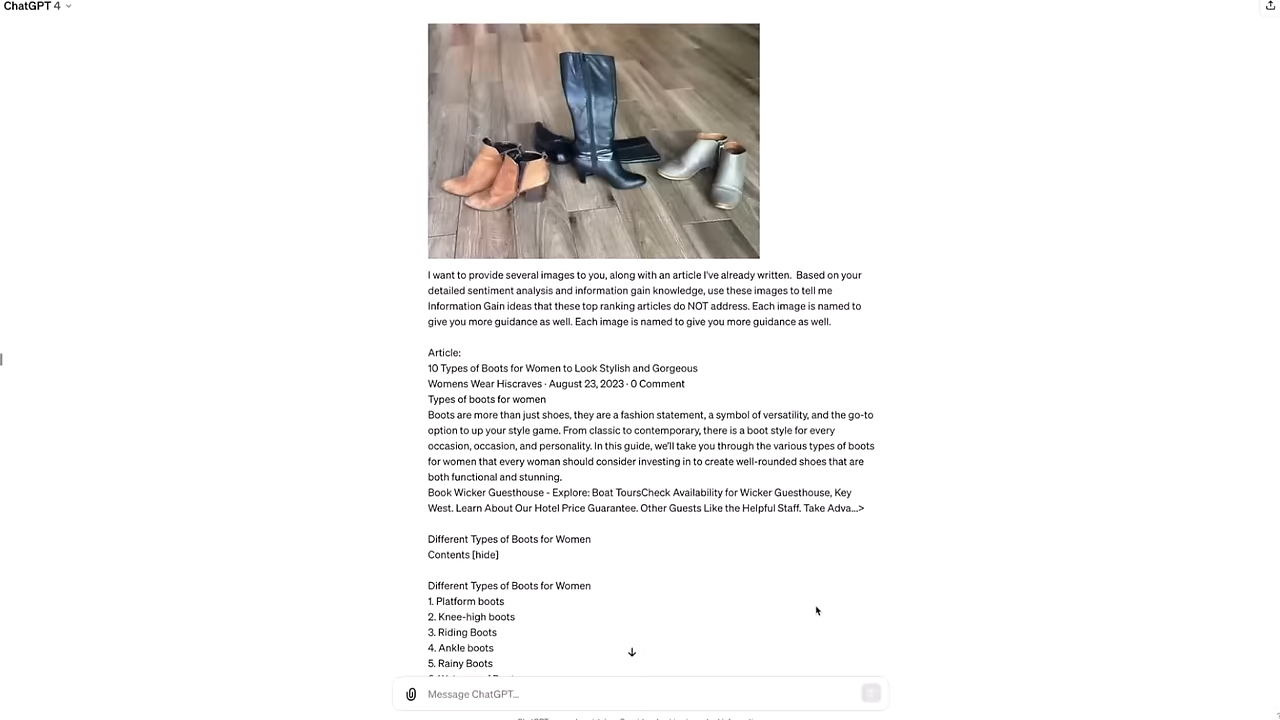 ChatGPT 4
I want to provide several images to you, along with an article I've already written.  Based on your
detailed sentiment analysis and information gain knowledge, use these images to tell me
Information Gain ideas that these top ranking articles do NOT address. Each image is named to
give you more guidance as well. Each image is named to give you more guidance as well.
Article:
10 Types of Boots for Women to Look Stylish and Gorgeous
Womens Wear Hiscraves · August 23, 2023 · 0 Comment
Types of boots for women
Boots are more than just shoes, they are a fashion statement, a symbol of versatility, and the go-to
option to up your style game. From classic to contemporary, there is a boot style for every
occasion, occasion, and personality. In this guide, we'll take you through the various types of boots
for women that every woman should consider investing in to create well-rounded shoes that are
both functional and stunning.
Book Wicker Guesthouse - Explore: Boat ToursCheck Availability for Wicker Guesthouse, Key
West. Learn About Our Hotel Price Guarantee. Other Guests Like the Helpful Staff. Take Adva...>
Different Types of Boots for Women
Contents [hide]
Different Types of Boots for Women
1. Platform boots
2. Knee-high boots
3. Riding Boots
4. Ankle boots
5. Rainy Boots
Message ChatGPT...